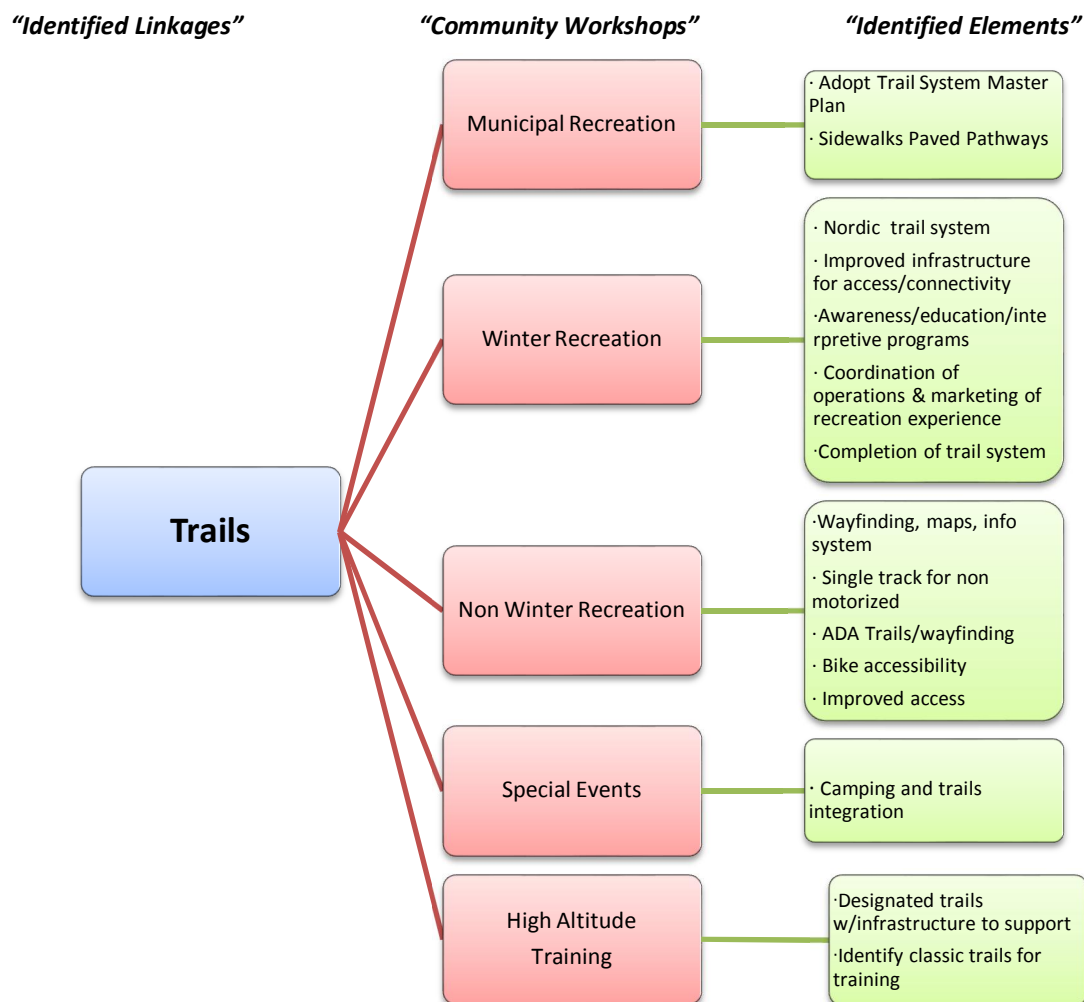 “Identified Linkages”
“Community Workshops”
“Identified Elements”
Trails
Municipal Recreation
· Adopt Trail System Master
Plan
· Sidewalks Paved Pathways
Winter Recreation
· Nordic trail system
· Improved infrastructure
for access/connectivity
·Awareness/education/inte
rpretive programs
· Coordination of
operations & marketing of
recreation experience
· Completion of trail system
Non Winter Recreation
·Wayfinding, maps, info
system
· Single track for non
motorized
· ADA Trails/wayfinding
· Bike accessibility
· Improved access
Special Events
· Camping and trails
integration
High Altitude
Training
·Designated trails
w/infrastructure to support
·Identify classic trails for
training